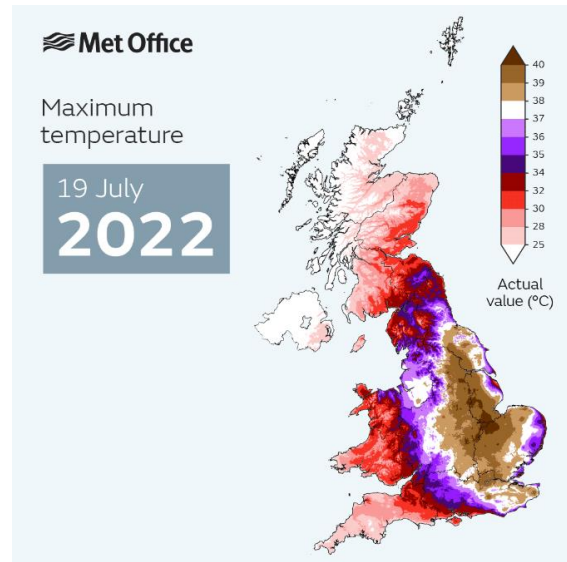 Met Office
Maximum
temperature
19 July
2022
40
39
38
37
36
35
34
32
30
28
25
Actual
value (°C)